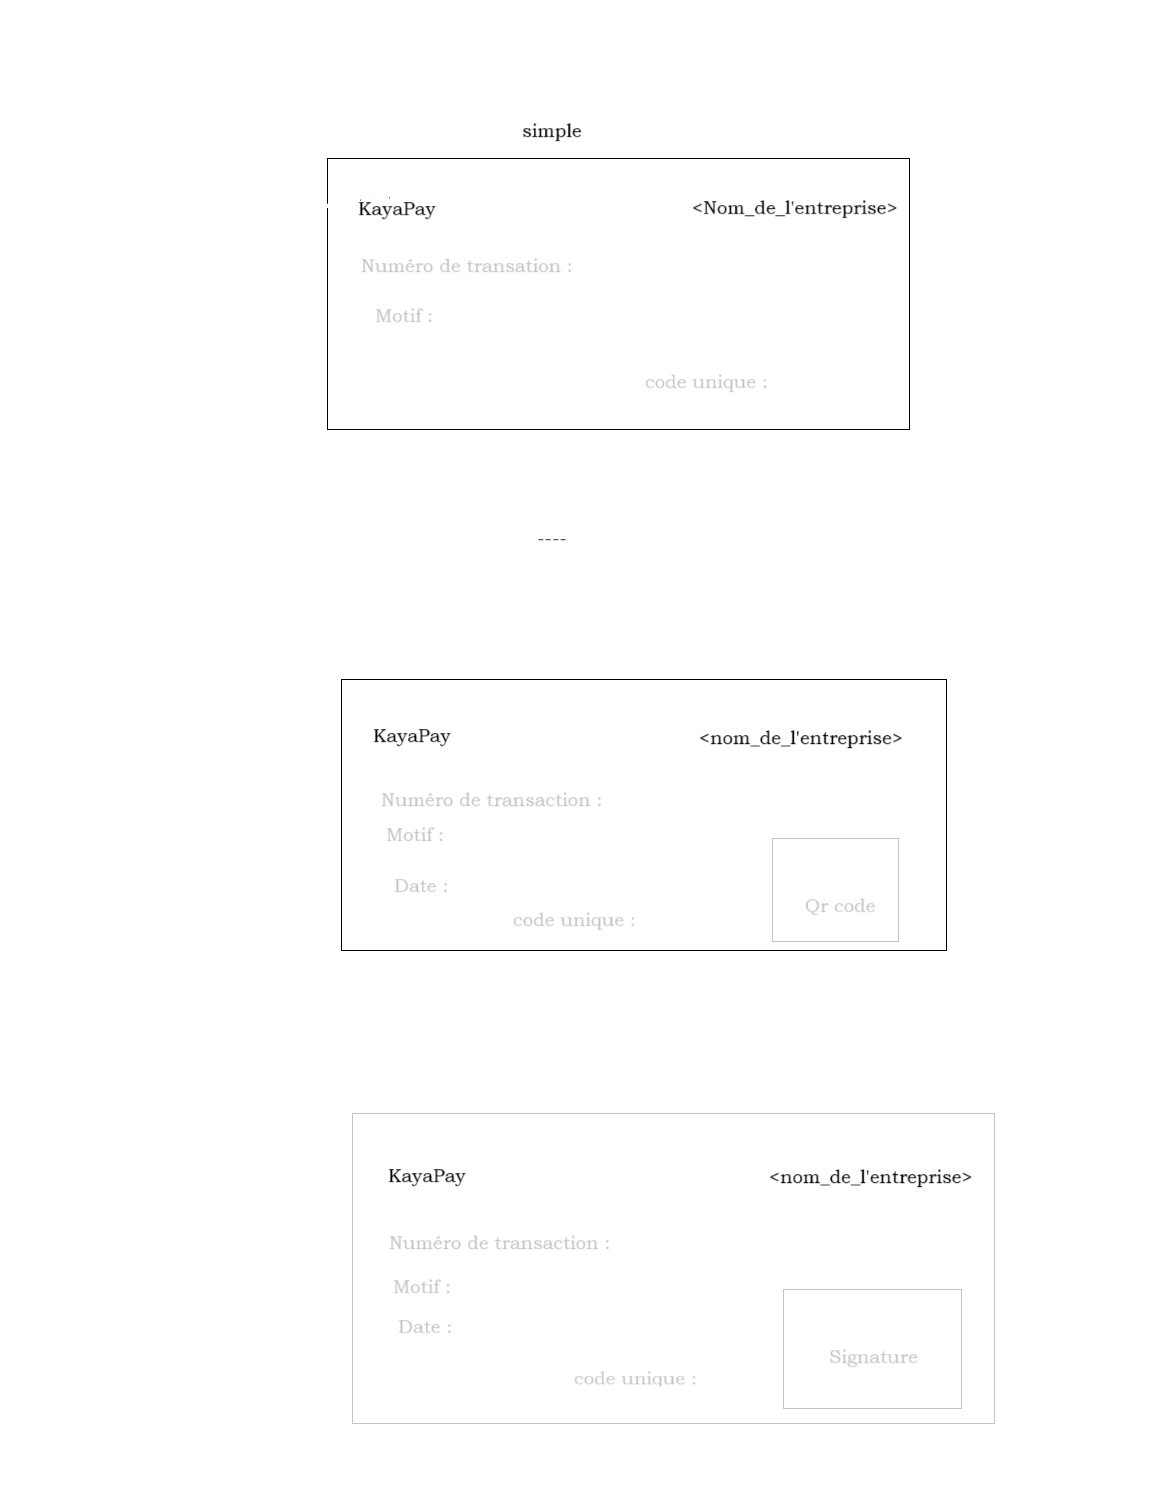 simple
KayaPay <Nom_de_l'entreprise>
Numéro de transation :
Motif :
code unique :
----
KayaPay <nom_de_l'entreprise>
Numéro de transaction :
Motif :
Date :
Qr code
code unique :
KayaPay <nom_de_l'entreprise>
Numéro de transaction :
Motif :
Date :
Signature
code unique :